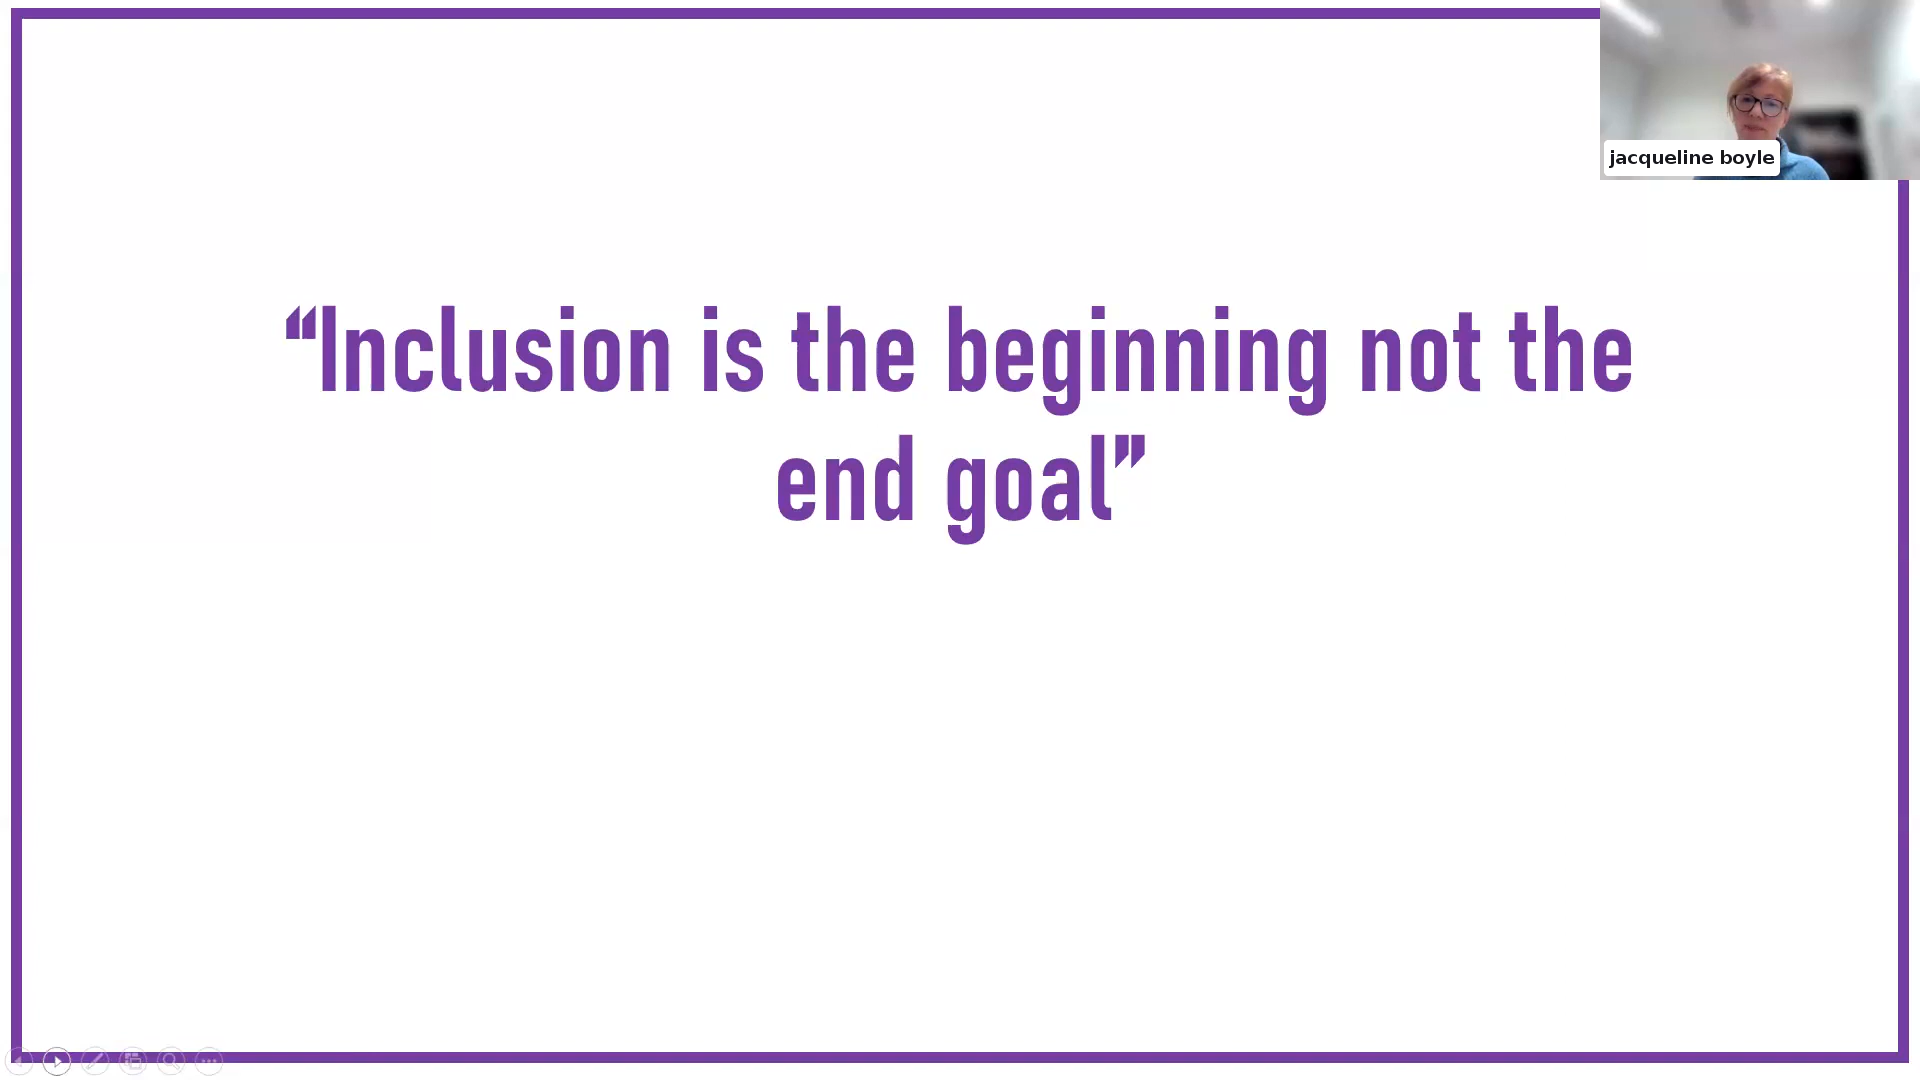 jacqueline boyle
“Inclusion is the beginning not the
end goal”